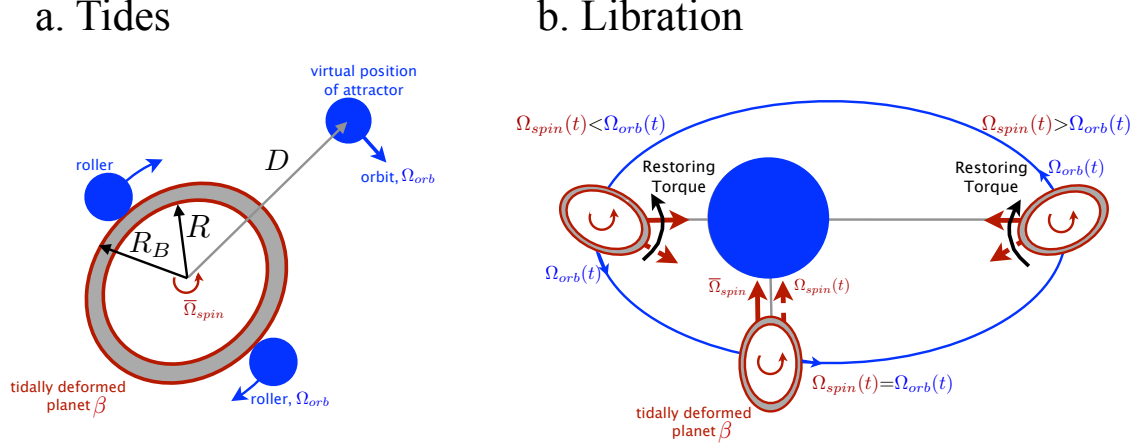 a. Tides
virtual position
of attractor
roller
D
orbit, Ω_orb
R
R_B
Ω̅_spin
tidally deformed
planet β
roller, Ω_orb
b. Libration
Ω_spin(t)<Ω_orb(t)
Ω_spin(t)>Ω_orb(t)
Restoring
Torque
Restoring
Torque
Ω_orb(t)
Ω_orb(t)
Ω̅_spin
Ω_spin(t)
Ω_spin(t)=Ω_orb(t)
tidally deformed
planet β